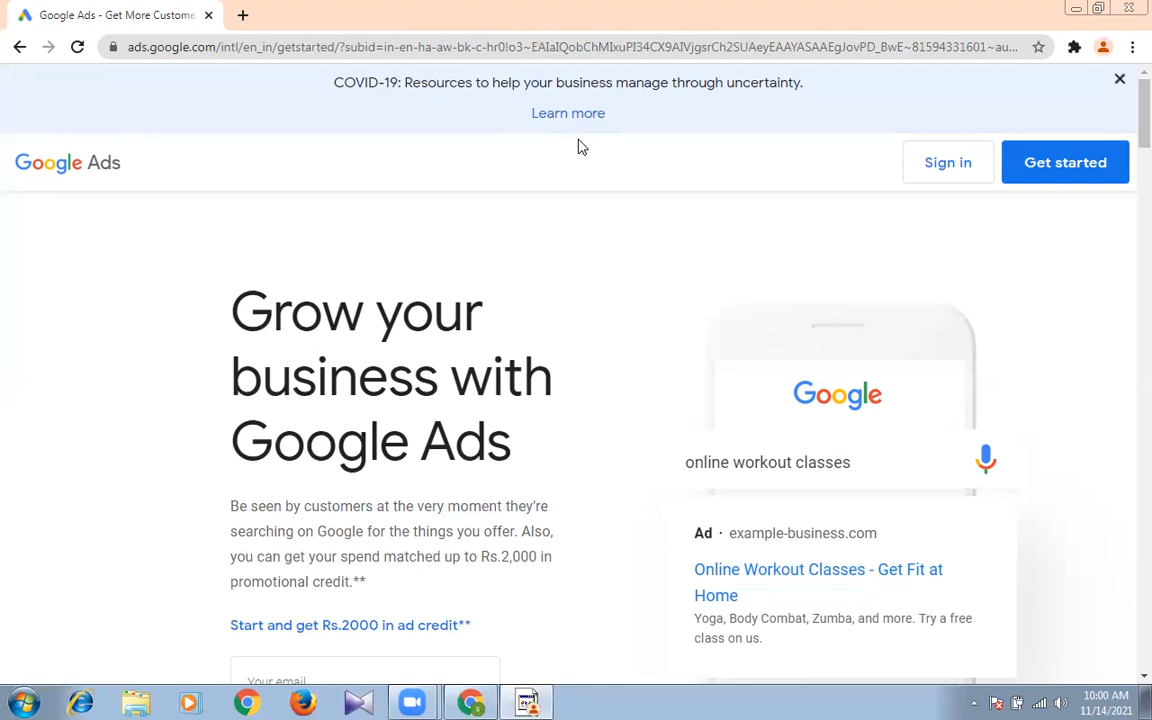 Google Ads - Get More Custome
ads.google.com/intl/en_in/getstarted/?subid=in-en-ha-aw-bk-c-hr0!o3~EAIaIQobChMIxuPI34CX9AIVjgsrCh2SUAeyEAAYASAAEgJovPD_BwE~81594331601~au...
COVID-19: Resources to help your business manage through uncertainty.
Learn more
Google Ads
Sign in
Get started
Grow your
business with
Google Ads
Be seen by customers at the very moment they're
searching on Google for the things you offer. Also,
you can get your spend matched up to Rs.2,000 in
promotional credit.**
Start and get Rs.2000 in ad credit**
Your email
Google
online workout classes
Ad · example-business.com
Online Workout Classes - Get Fit at
Home
Yoga, Body Combat, Zumba, and more. Try a free
class on us.
10:00 AM
11/14/2021